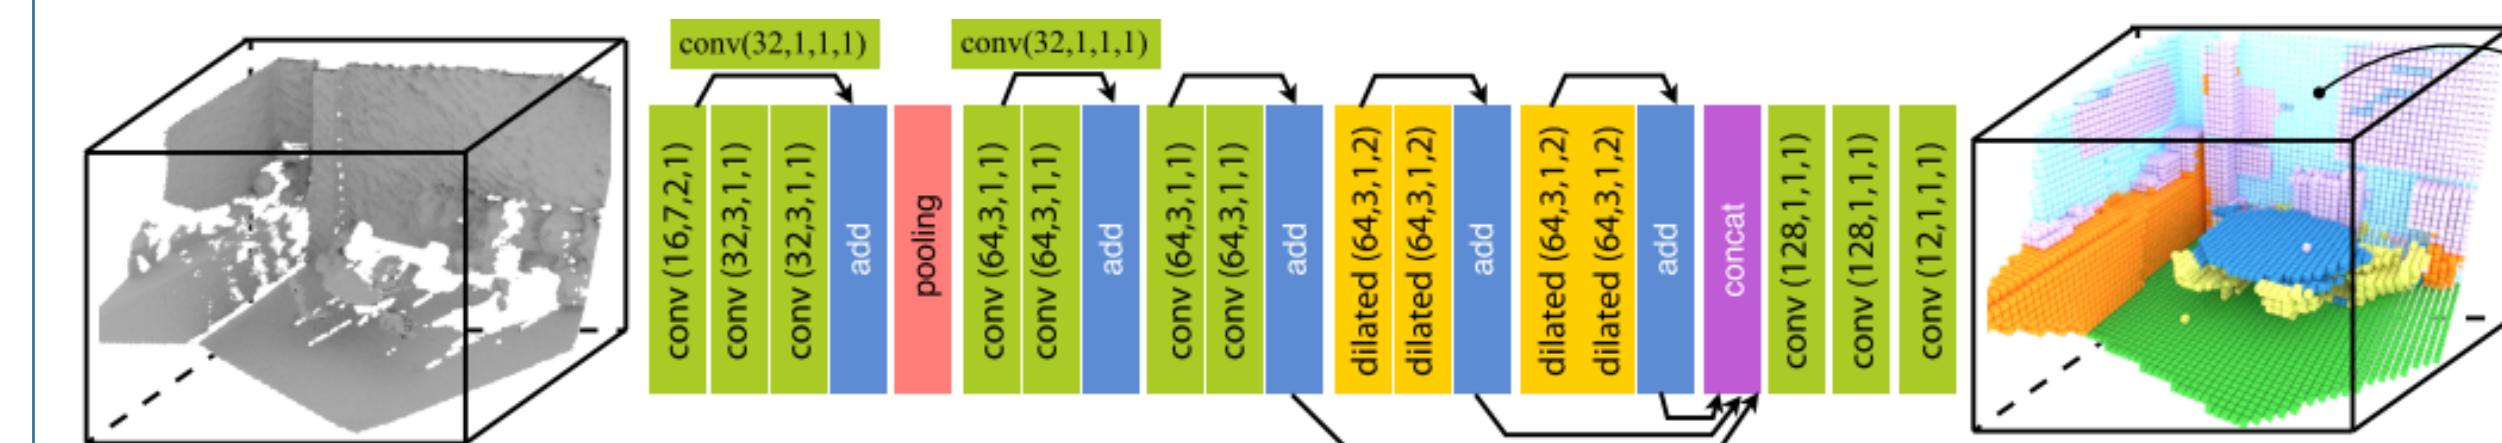 conv(32,1,1,1)
conv(32,1,1,1)
conv (16,7,2,1)
conv (32,3,1,1)
conv (32,3,1,1)
add
pooling
conv (64,3,1,1)
conv (64,3,1,1)
add
conv (64,3,1,1)
conv (64,3,1,1)
add
dilated (64,3,1,2)
dilated (64,3,1,2)
add
dilated (64,3,1,2)
dilated (64,3,1,2)
add
concat
conv (128,1,1,1)
conv (128,1,1,1)
conv (12,1,1,1)